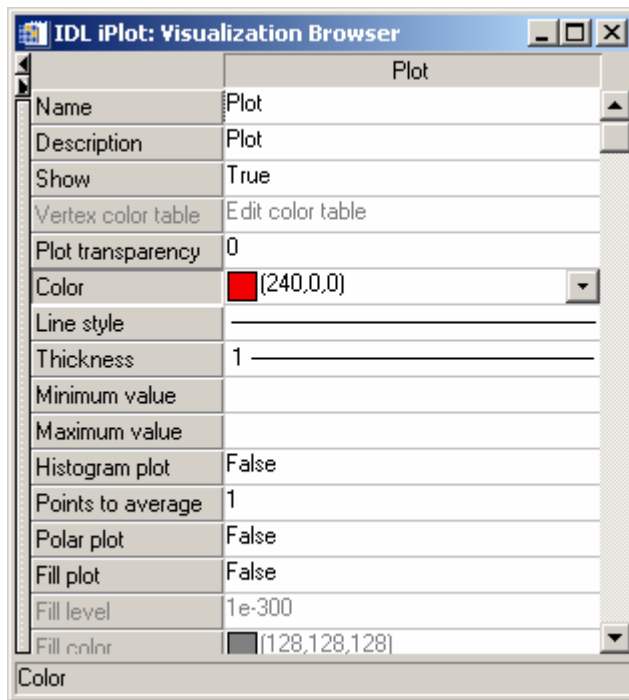 IDL iPlot: Visualization Browser
Plot
Name Plot
Description Plot
Show True
Vertex color table Edit color table
Plot transparency 0
Color (240,0,0)
Line style
Thickness 1
Minimum value
Maximum value
Histogram plot False
Points to average 1
Polar plot False
Fill plot False
Fill level 1e-300
Fill color (128,128,128)
Color